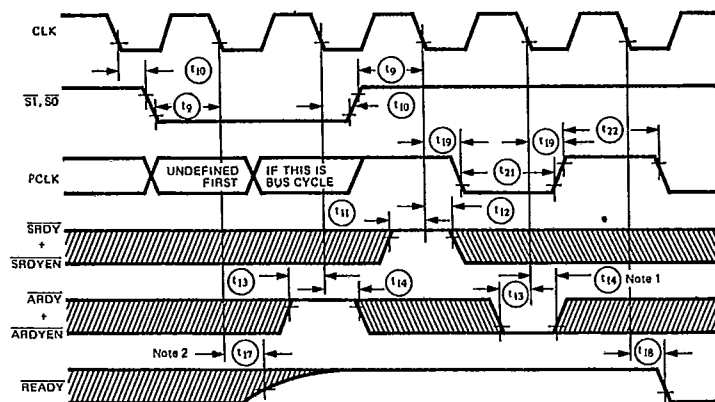 CLK
t10
t9
S1, S0
t9
t10
t19
t19
t22
PCLK
UNDEFINED
FIRST
IF THIS IS
BUS CYCLE
t21
t11
t12
SRDY
+
SRDYEN
t13
t14
t13
t14 Note 1
ARDY
+
ARDYEN
Note 2
t17
t18
READY